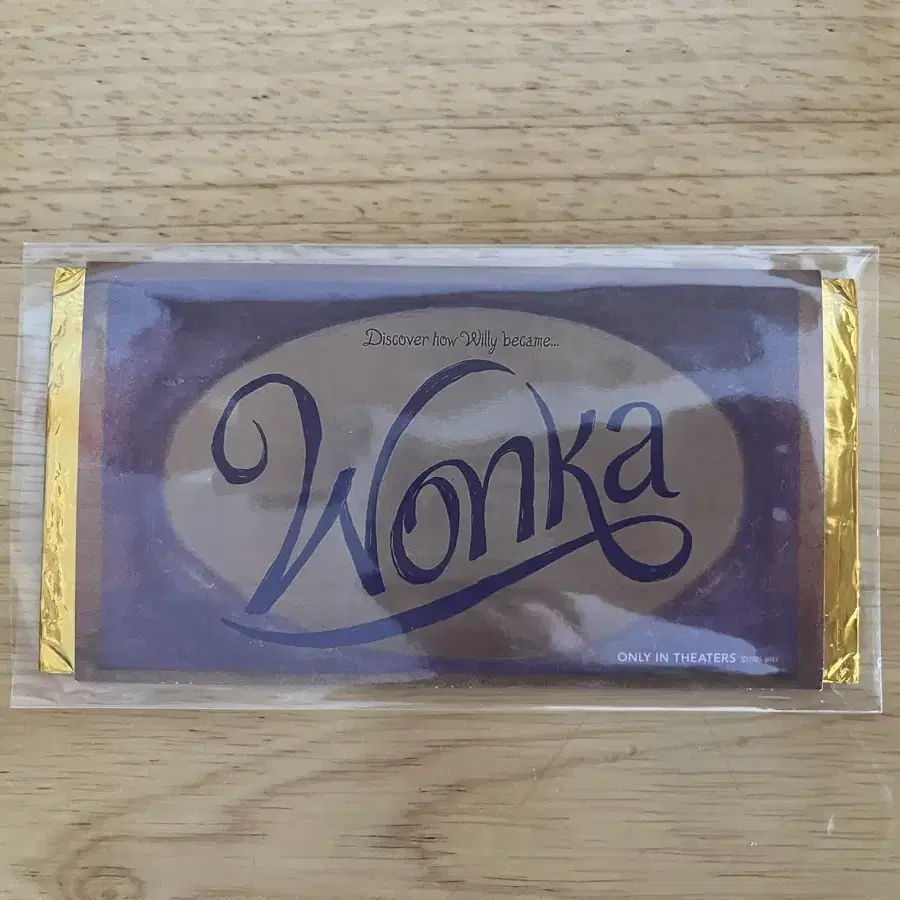 Discover how Willy became...
Wonka
ONLY IN THEATERS